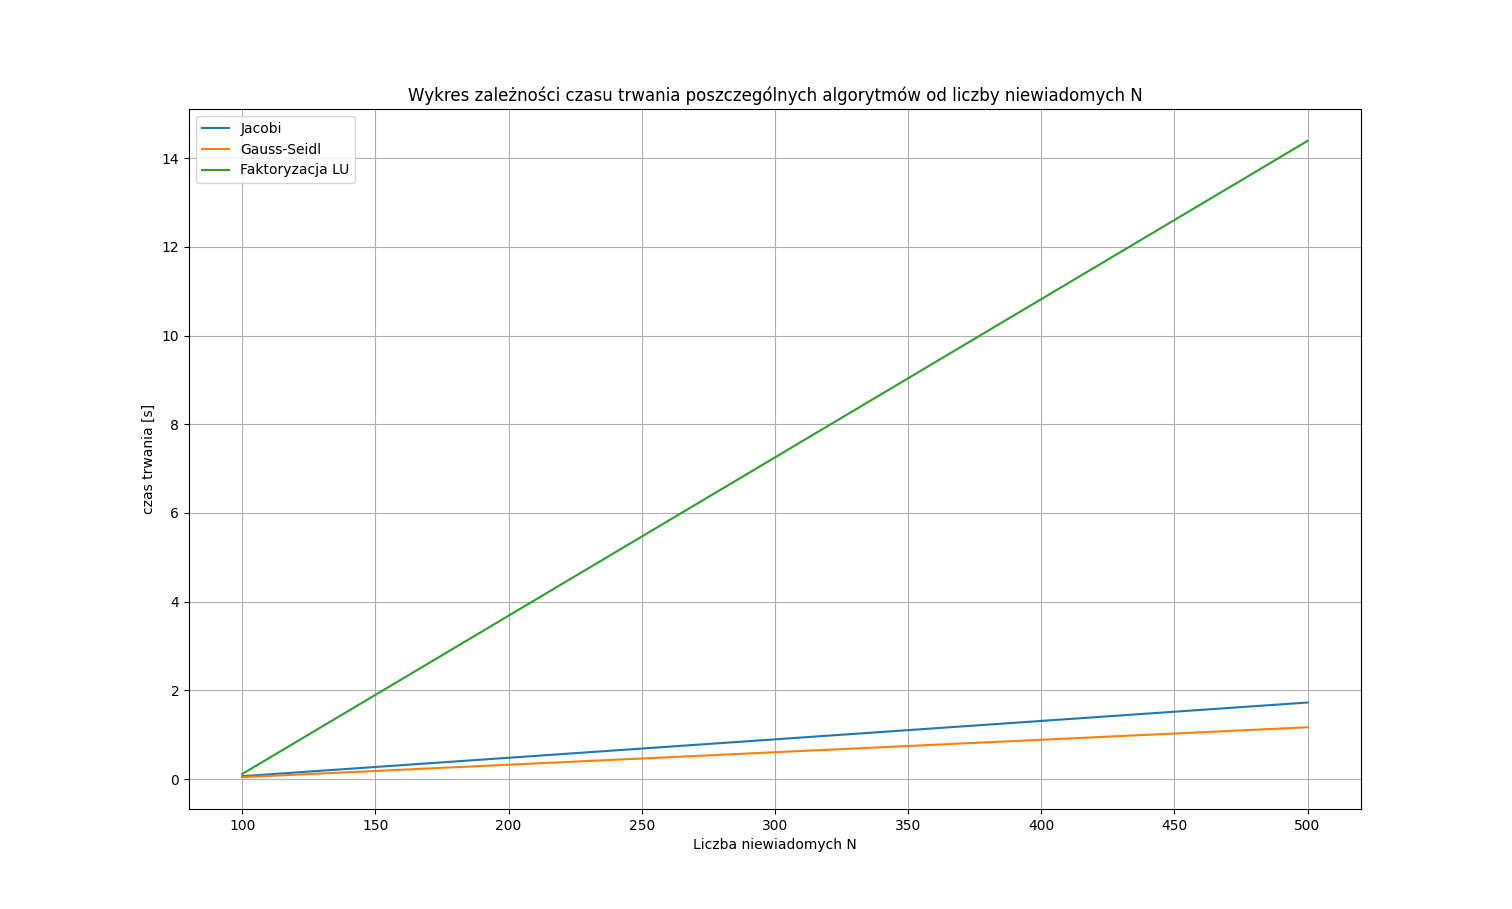 Wykres zależności czasu trwania poszczególnych algorytmów od liczby niewiadomych N
Jacobi
Gauss-Seidl
Faktoryzacja LU
14
12
10
8
6
4
2
0
czas trwania [s]
100 150 200 250 300 350 400 450 500
Liczba niewiadomych N